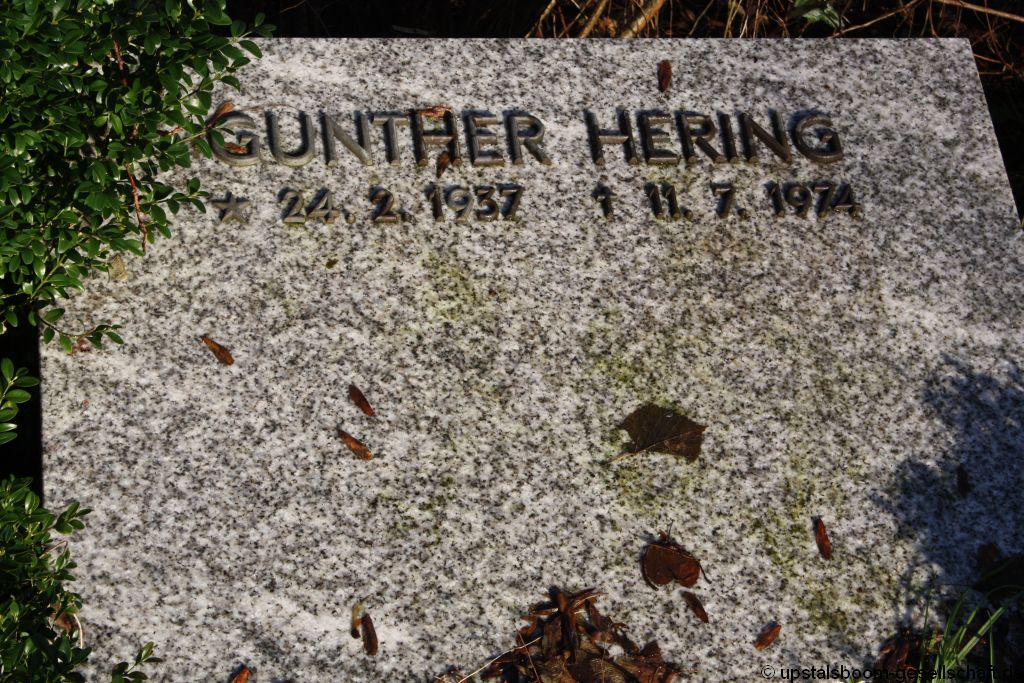 GUNTHER HERING
* 24. 2. 1937 † 11. 7. 1974
© upstalsboom-gesellschaft.de